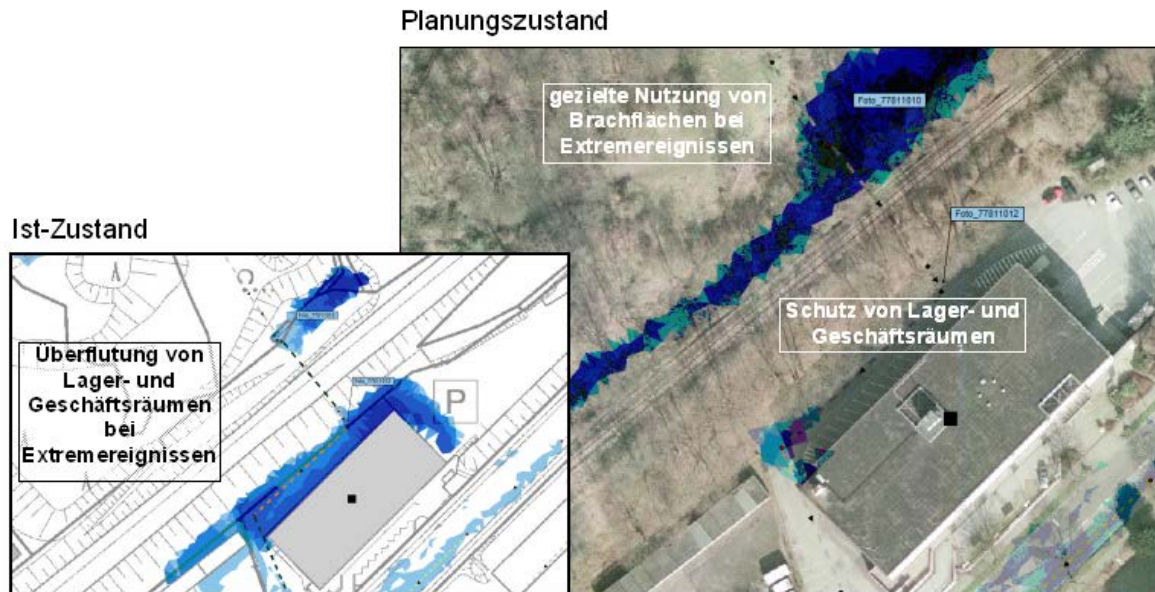 Planungszustand
gezielte Nutzung von
Brachflächen bei
Extremereignissen
Foto_77811010
Foto_77811012
Schutz von Lager- und
Geschäftsräumen
Ist-Zustand
Überflutung von
Lager- und
Geschäftsräumen
bei
Extremereignissen
P